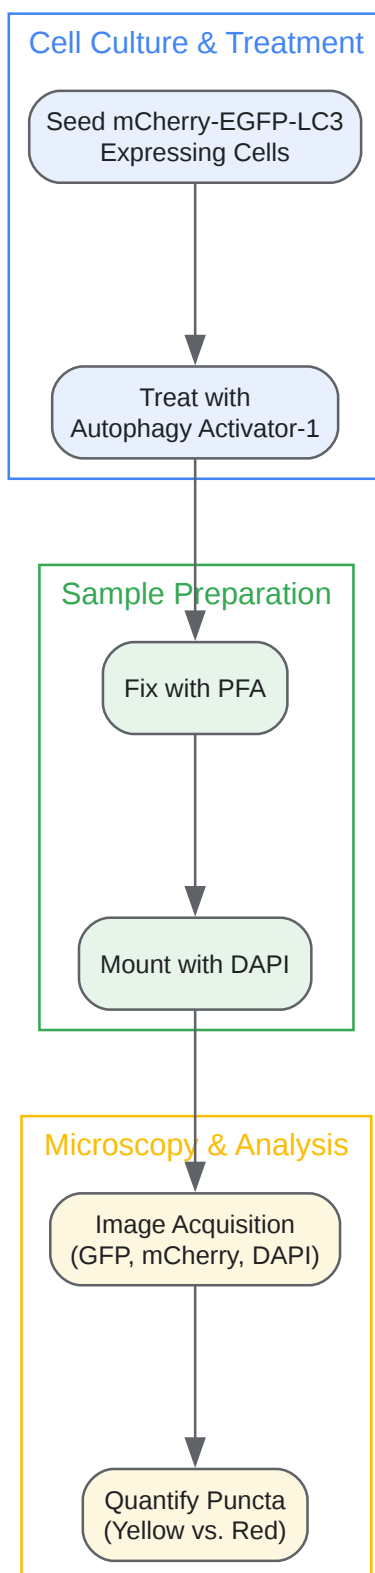 Cell Culture & Treatment
Seed mCherry-EGFP-LC3
Expressing Cells
Treat with
Autophagy Activator-1
Sample Preparation
Fix with PFA
Mount with DAPI
Microscopy & Analysis
Image Acquisition
(GFP, mCherry, DAPI)
Quantify Puncta
(Yellow vs. Red)